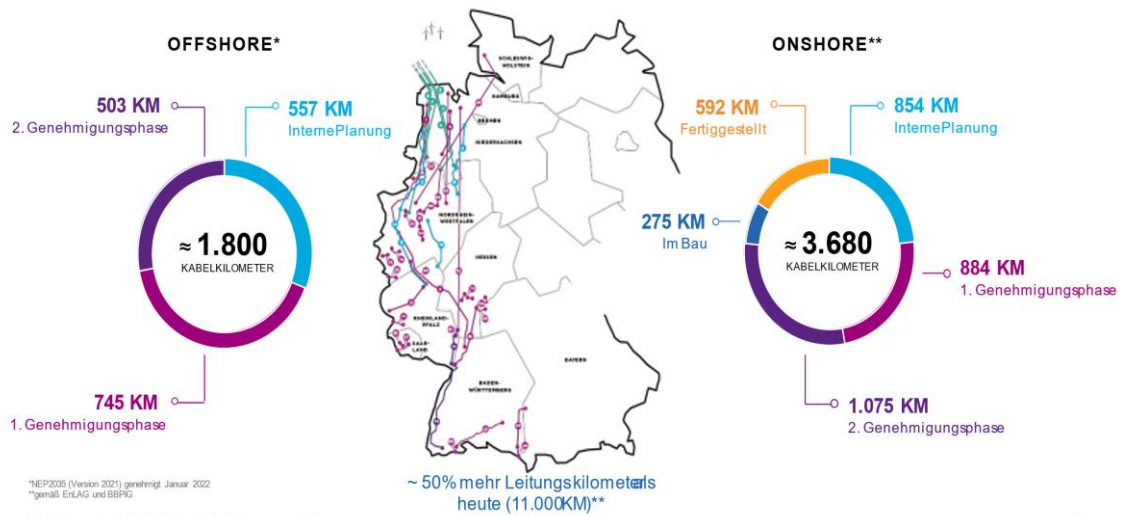 OFFSHORE*
503 KM
2. Genehmigungsphase
557 KM
InternePlanung
≈ 1.800
KABELKILOMETER
745 KM
1. Genehmigungsphase
SCHLESWIG-
HOLSTEIN
HAMBURG
BREMEN
NIEDERSACHSEN
NORDRHEIN-
WESTFALEN
HESSEN
RHEINLAND-
PFALZ
SAAR-
LAND
BADEN-
WÜRTTEMBERG
BAYERN
ONSHORE**
592 KM
Fertiggestellt
854 KM
InternePlanung
275 KM
Im Bau
≈ 3.680
KABELKILOMETER
884 KM
1. Genehmigungsphase
1.075 KM
2. Genehmigungsphase
~ 50% mehr Leitungskilometerals
heute (11.000KM)**
*NEP2035 (Version 2021) genehmigt Januar 2022
**gemäß EnLAG und BBPlG